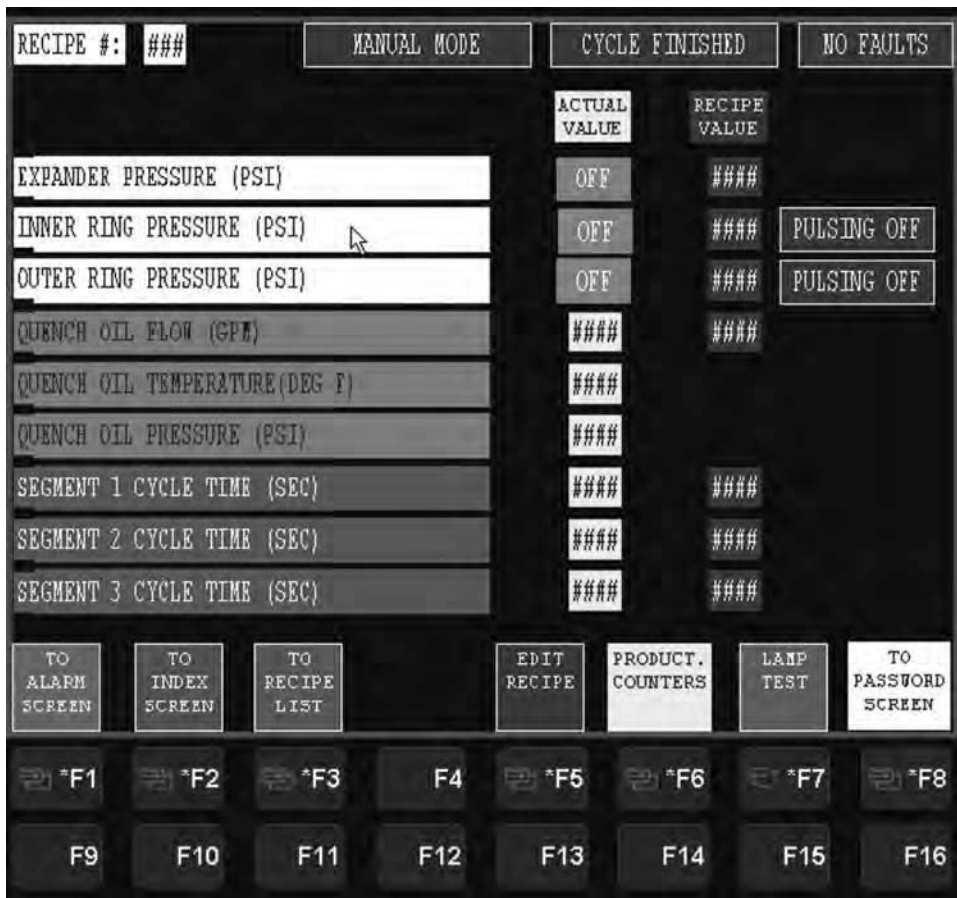 RECIPE #: ### MANUAL MODE CYCLE FINISHED NO FAULTS
ACTUAL VALUE RECIPE VALUE
EXPANDER PRESSURE (PSI) OFF ####
INNER RING PRESSURE (PSI) OFF #### PULSING OFF
OUTER RING PRESSURE (PSI) OFF #### PULSING OFF
QUENCH OIL FLOW (GPM) #### ####
QUENCH OIL TEMPERATURE(DEG F) ####
QUENCH OIL PRESSURE (PSI) ####
SEGMENT 1 CYCLE TIME (SEC) #### ####
SEGMENT 2 CYCLE TIME (SEC) #### ####
SEGMENT 3 CYCLE TIME (SEC) #### ####
TO ALARM SCREEN
TO INDEX SCREEN
TO RECIPE LIST
EDIT RECIPE
PRODUCT. COUNTERS
LAMP TEST
TO PASSWORD SCREEN
*F1 *F2 *F3 F4 *F5 *F6 *F7 *F8
F9 F10 F11 F12 F13 F14 F15 F16